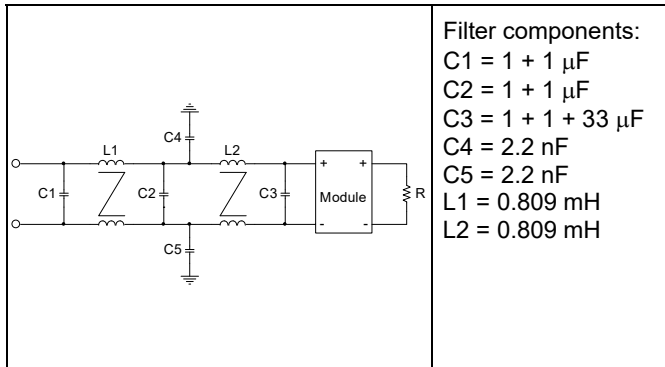 C4
L1
L2
C1
C2
C3
+ +
Module
- -
R
C5
Filter components:
C1 = 1 + 1 μF
C2 = 1 + 1 μF
C3 = 1 + 1 + 33 μF
C4 = 2.2 nF
C5 = 2.2 nF
L1 = 0.809 mH
L2 = 0.809 mH